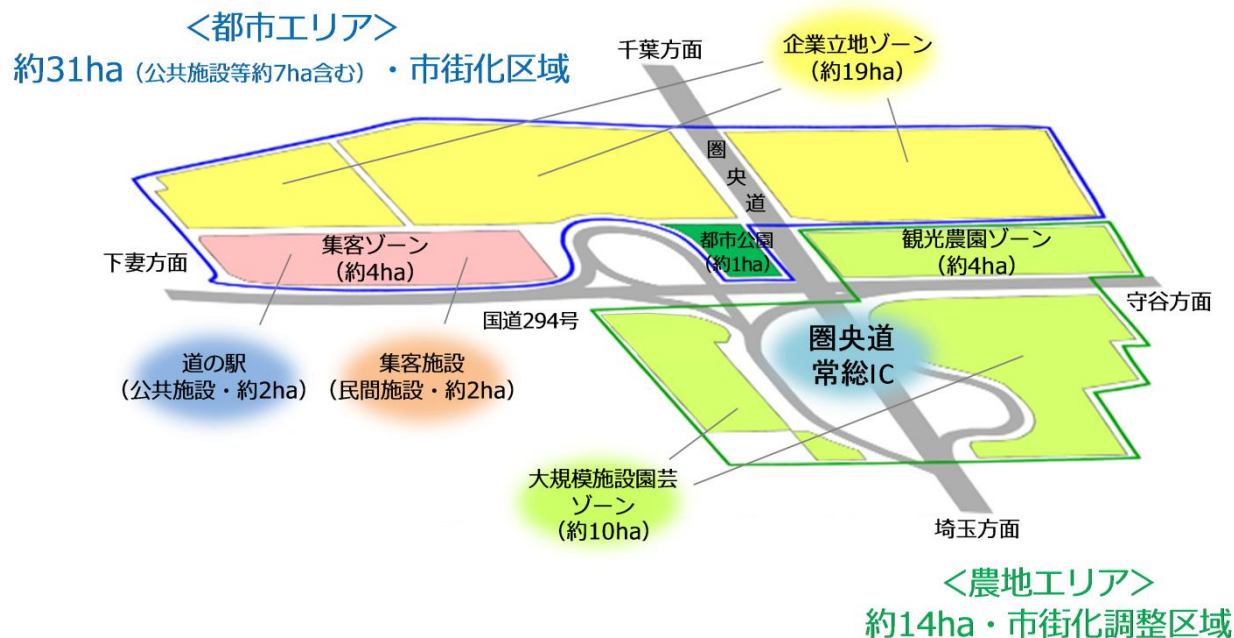 <都市エリア>
約31ha（公共施設等約7ha含む）・市街化区域
千葉方面
企業立地ゾーン
（約19ha）
圏央道
下妻方面
集客ゾーン
（約4ha）
都市公園
（約1ha）
観光農園ゾーン
（約4ha）
守谷方面
国道294号
道の駅
（公共施設・約2ha）
集客施設
（民間施設・約2ha）
圏央道
常総IC
大規模施設園芸
ゾーン
（約10ha）
埼玉方面
<農地エリア>
約14ha・市街化調整区域